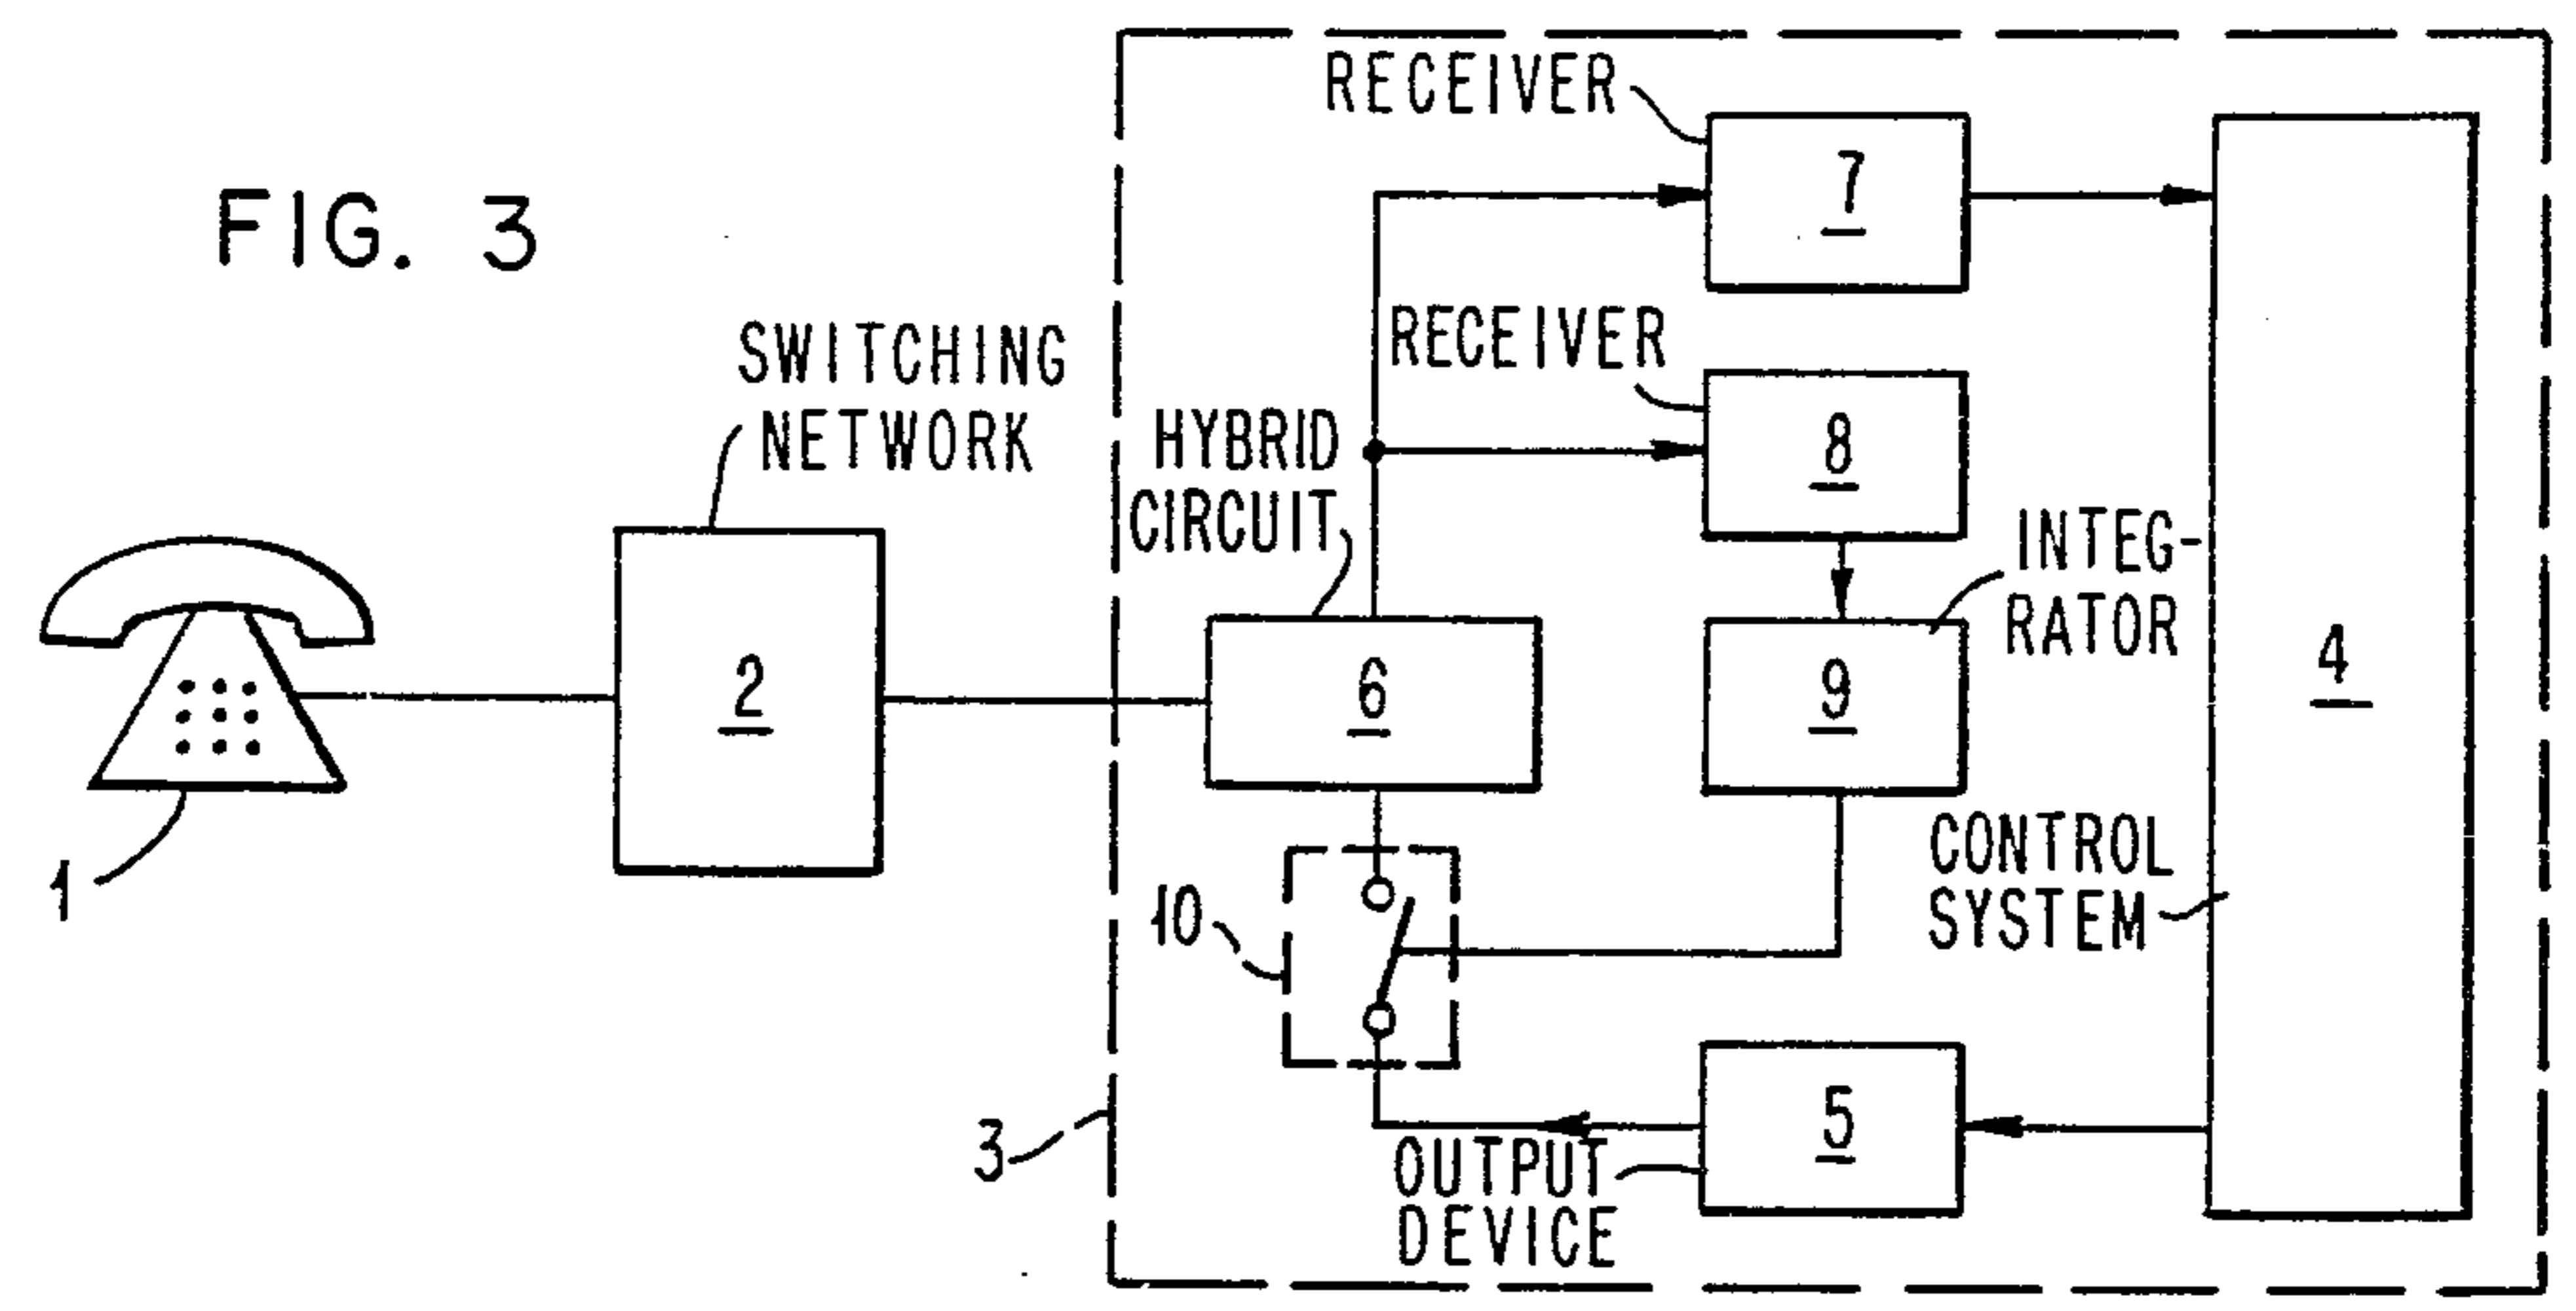 FIG. 3
RECEIVER
7
RECEIVER
8
SWITCHING
NETWORK
2
HYBRID
CIRCUIT
6
INTEG-
RATOR
9
4
1
10
CONTROL
SYSTEM
3
5
OUTPUT
DEVICE